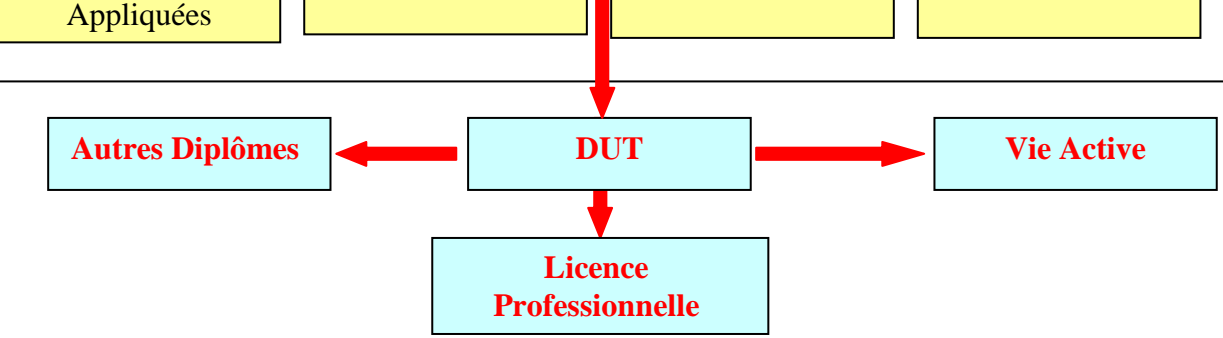 Appliquées
Autres Diplômes
DUT
Vie Active
Licence
Professionnelle